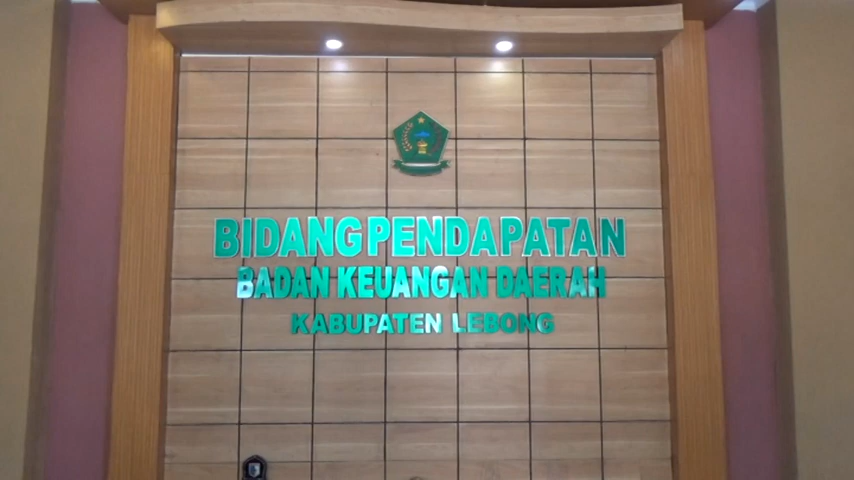 BIDANG PENDAPATAN
BADAN KEUANGAN DAERAH
KABUPATEN LEBONG